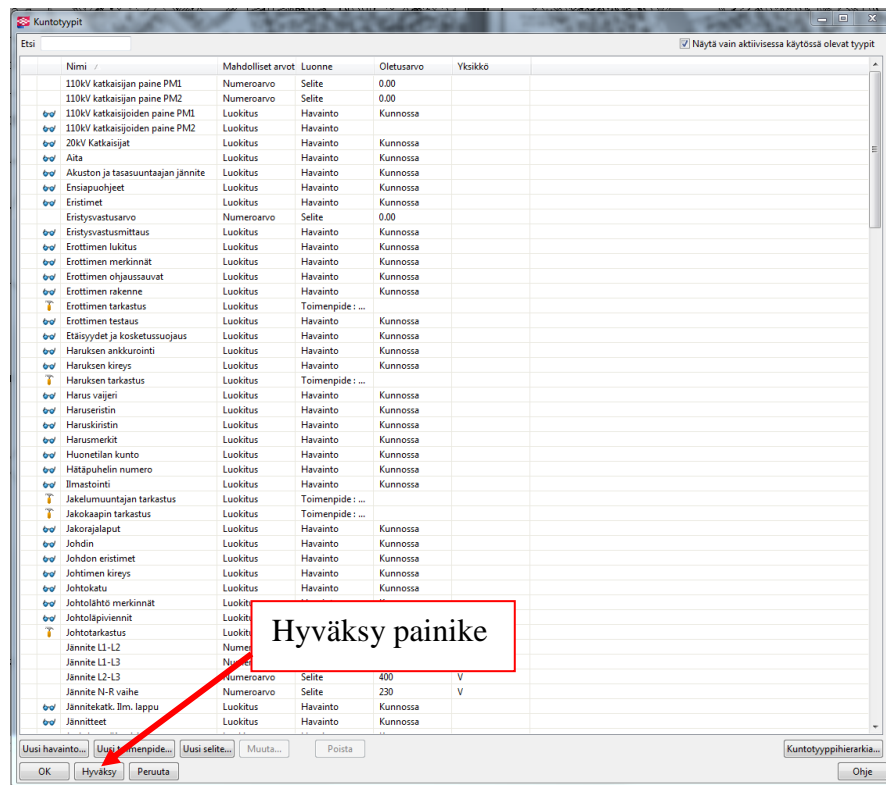 Kuntotyypit
Etsi
Näytä vain aktiivisessa käytössä olevat tyypit
Nimi Mahdolliset arvot Luonne Oletusarvo Yksikkö
110kV katkaisijan paine PM1 Numeroarvo Selite 0.00
110kV katkaisijan paine PM2 Numeroarvo Selite 0.00
110kV katkaisijoiden paine PM1 Luokitus Havainto Kunnossa
110kV katkaisijoiden paine PM2 Luokitus Havainto
20kV Katkaisijat Luokitus Havainto Kunnossa
Aita Luokitus Havainto Kunnossa
Akuston ja tasasuuntaajan jännite Luokitus Havainto Kunnossa
Ensiapuohjeet Luokitus Havainto Kunnossa
Eristimet Luokitus Havainto Kunnossa
Eristysvastusarvo Numeroarvo Selite 0.00
Eristysvastusmittaus Luokitus Havainto Kunnossa
Erottimen lukitus Luokitus Havainto Kunnossa
Erottimen merkinnät Luokitus Havainto Kunnossa
Erottimen ohjaussauvat Luokitus Havainto Kunnossa
Erottimen rakenne Luokitus Havainto Kunnossa
Erottimen tarkastus Luokitus Toimenpide : ...
Erottimen testaus Luokitus Havainto Kunnossa
Etäisyydet ja kosketussuojaus Luokitus Havainto Kunnossa
Haruksen ankkurointi Luokitus Havainto Kunnossa
Haruksen kireys Luokitus Havainto Kunnossa
Haruksen tarkastus Luokitus Toimenpide : ...
Harus vaijeri Luokitus Havainto Kunnossa
Haruseristin Luokitus Havainto Kunnossa
Haruskiristin Luokitus Havainto Kunnossa
Harusmerkit Luokitus Havainto Kunnossa
Huonetilan kunto Luokitus Havainto Kunnossa
Hätäpuhelin numero Luokitus Havainto Kunnossa
Ilmastointi Luokitus Havainto Kunnossa
Jakelumuuntajan tarkastus Luokitus Toimenpide : ...
Jakokaapin tarkastus Luokitus Toimenpide : ...
Jakorajalaput Luokitus Havainto Kunnossa
Johdin Luokitus Havainto Kunnossa
Johdon eristimet Luokitus Havainto Kunnossa
Johtimen kireys Luokitus Havainto Kunnossa
Johtokatu Luokitus Havainto Kunnossa
Johtolähtö merkinnät
Johtoläpiviennit
Johtotarkastus
Jännite L1-L2
Jännite L1-L3
Hyväksy painike
Jännite L2-L3 Numeroarvo Selite 400 V
Jännite N-R vaihe Numeroarvo Selite 230 V
Jännitekatk. Ilm. lappu Luokitus Havainto Kunnossa
Jännitteet Luokitus Havainto Kunnossa
Uusi havainto... Uusi toimenpide... Uusi selite... Muuta... Poista Kuntotyyppihierarkia...
OK Hyväksy Peruuta Ohje